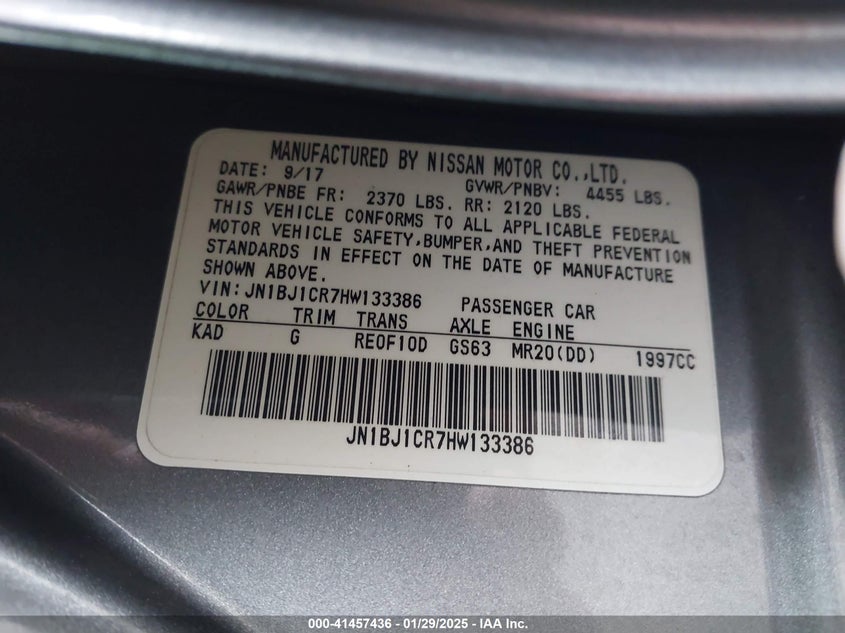 MANUFACTURED BY NISSAN MOTOR CO.,LTD.
DATE: 9/17 GVWR/PNBV: 4455 LBS.
GAWR/PNBE FR: 2370 LBS. RR: 2120 LBS.
THIS VEHICLE CONFORMS TO ALL APPLICABLE FEDERAL
MOTOR VEHICLE SAFETY,BUMPER,AND THEFT PREVENTION
STANDARDS IN EFFECT ON THE DATE OF MANUFACTURE
SHOWN ABOVE.
VIN:JN1BJ1CR7HW133386 PASSENGER CAR
COLOR TRIM TRANS AXLE ENGINE
KAD G RE0F10D GS63 MR20(DD) 1997CC
JN1BJ1CR7HW133386
000-41457436 - 01/29/2025 - IAA Inc.